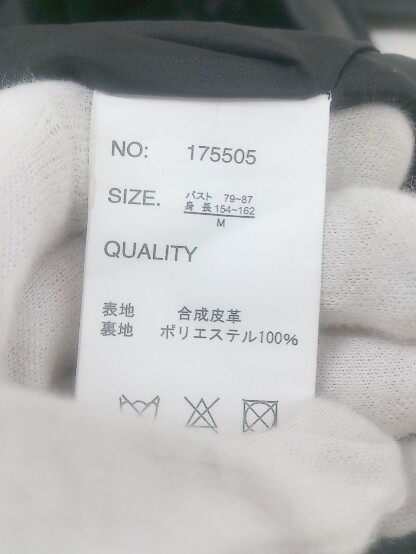 NO: 175505
SIZE. バスト 79~87
身 長 154~162
M
QUALITY
表地 合成皮革
裏地 ポリエステル100%